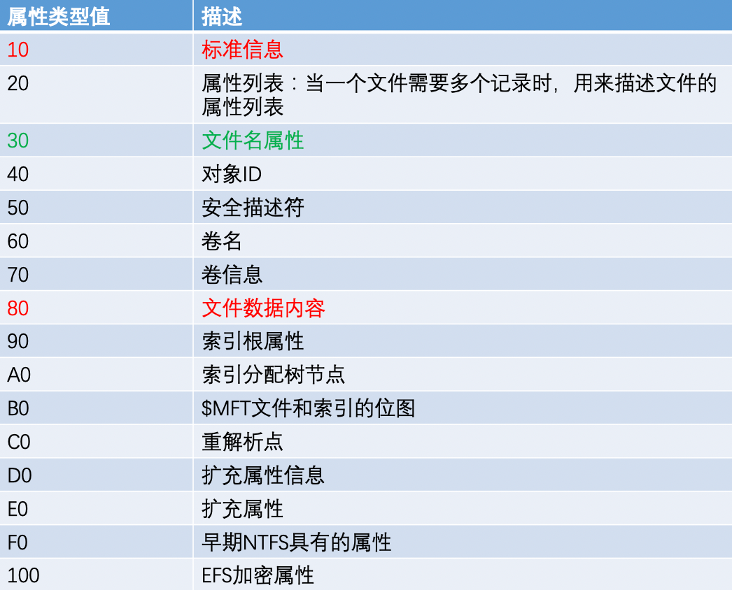 属性类型值 描述
10 标准信息
20 属性列表：当一个文件需要多个记录时，用来描述文件的
属性列表
30 文件名属性
40 对象ID
50 安全描述符
60 卷名
70 卷信息
80 文件数据内容
90 索引根属性
A0 索引分配树节点
B0 $MFT文件和索引的位图
C0 重解析点
D0 扩充属性信息
E0 扩充属性
F0 早期NTFS具有的属性
100 EFS加密属性